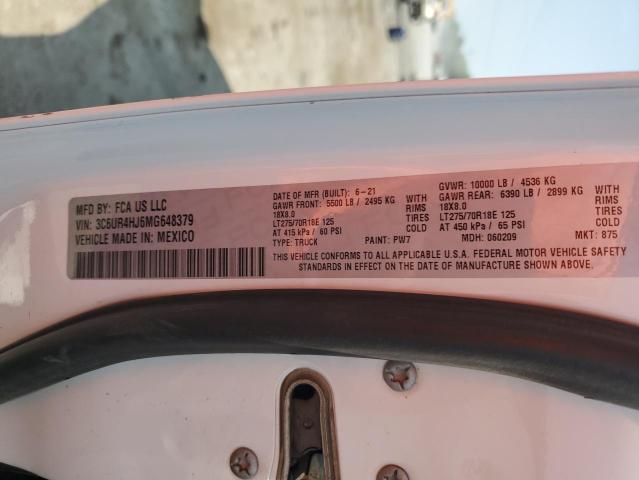 MFD BY: FCA US LLC
VIN: 3C6UR4HJ6MG648379
VEHICLE MADE IN: MEXICO
DATE OF MFR (BUILT): 6-21
GAWR FRONT: 5500 LB / 2495 KG WITH
18X8.0 RIMS
LT275/70R18E 125 TIRES
AT 415 kPa / 60 PSI COLD
TYPE: TRUCK PAINT: PW7
GVWR: 10000 LB / 4536 KG
GAWR REAR: 6390 LB / 2899 KG WITH
18X8.0 RIMS
LT275/70R18E 125 TIRES
AT 450 kPa / 65 PSI COLD
MDH: 060209 MKT: 875
THIS VEHICLE CONFORMS TO ALL APPLICABLE U.S.A. FEDERAL MOTOR VEHICLE SAFETY
STANDARDS IN EFFECT ON THE DATE OF MANUFACTURE SHOWN ABOVE.